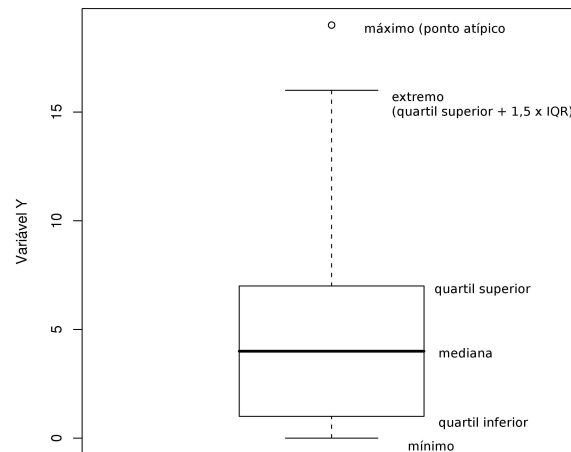 máximo (ponto atípico
extremo
(quartil superior + 1,5 x IQR)
15
Variável Y
10
quartil superior
5
mediana
quartil inferior
0
mínimo